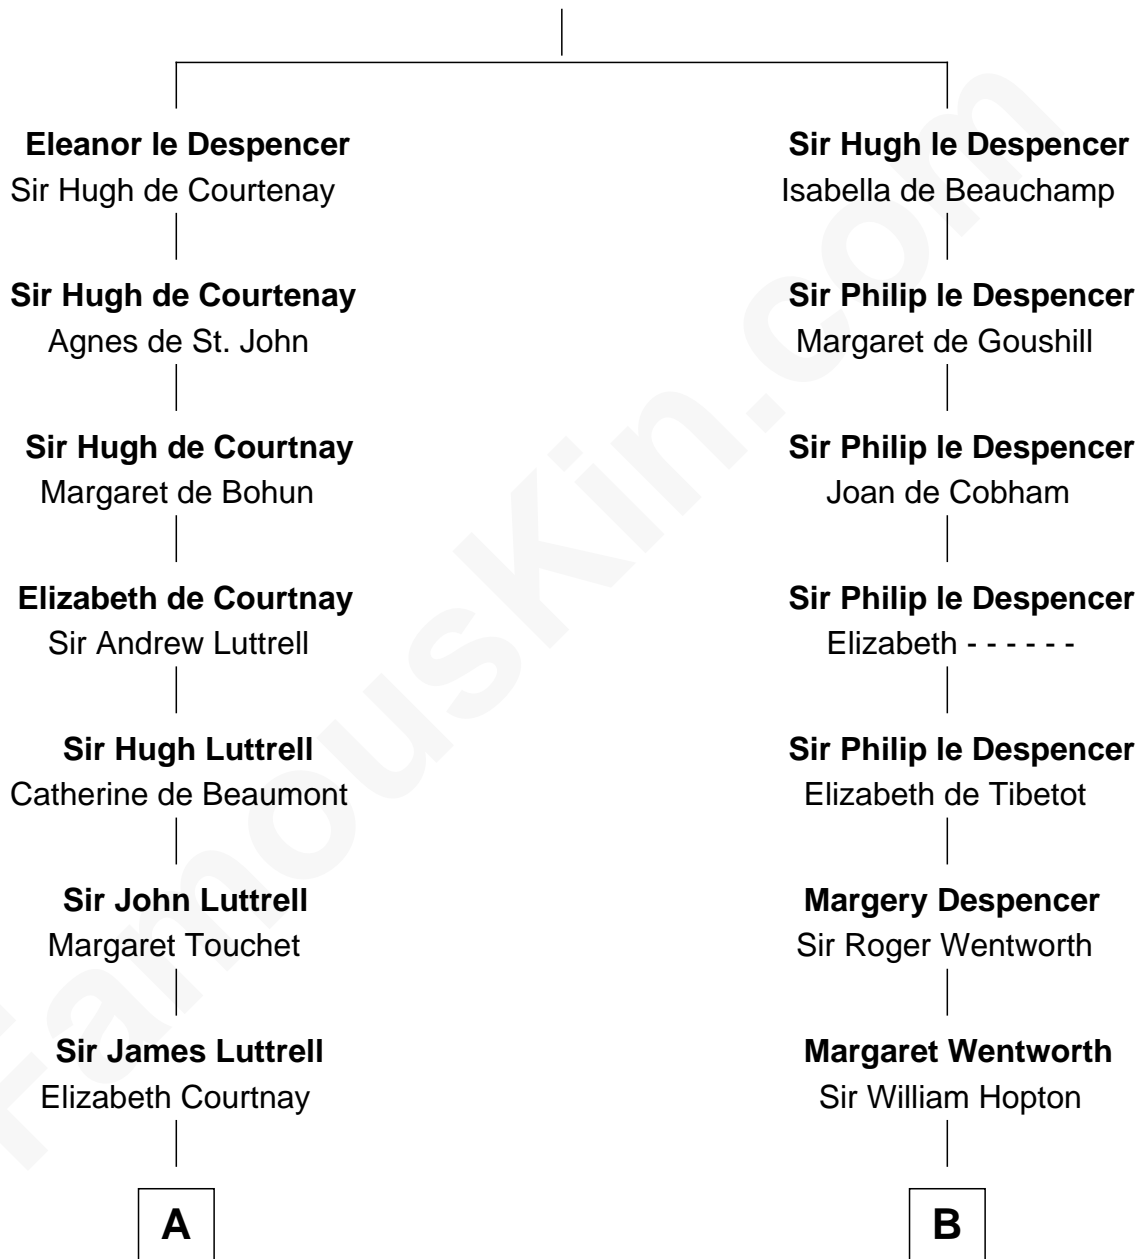 Eleanor le Despencer
Sir Hugh de Courtenay
Sir Hugh de Courtenay
Agnes de St. John
Sir Hugh de Courtnay
Margaret de Bohun
Elizabeth de Courtnay
Sir Andrew Luttrell
Sir Hugh Luttrell
Catherine de Beaumont
Sir John Luttrell
Margaret Touchet
Sir James Luttrell
Elizabeth Courtnay
A
Sir Hugh le Despencer
Isabella de Beauchamp
Sir Philip le Despencer
Margaret de Goushill
Sir Philip le Despencer
Joan de Cobham
Sir Philip le Despencer
Elizabeth - - - - - -
Sir Philip le Despencer
Elizabeth de Tibetot
Margery Despencer
Sir Roger Wentworth
Margaret Wentworth
Sir William Hopton
B
FamousKin.com